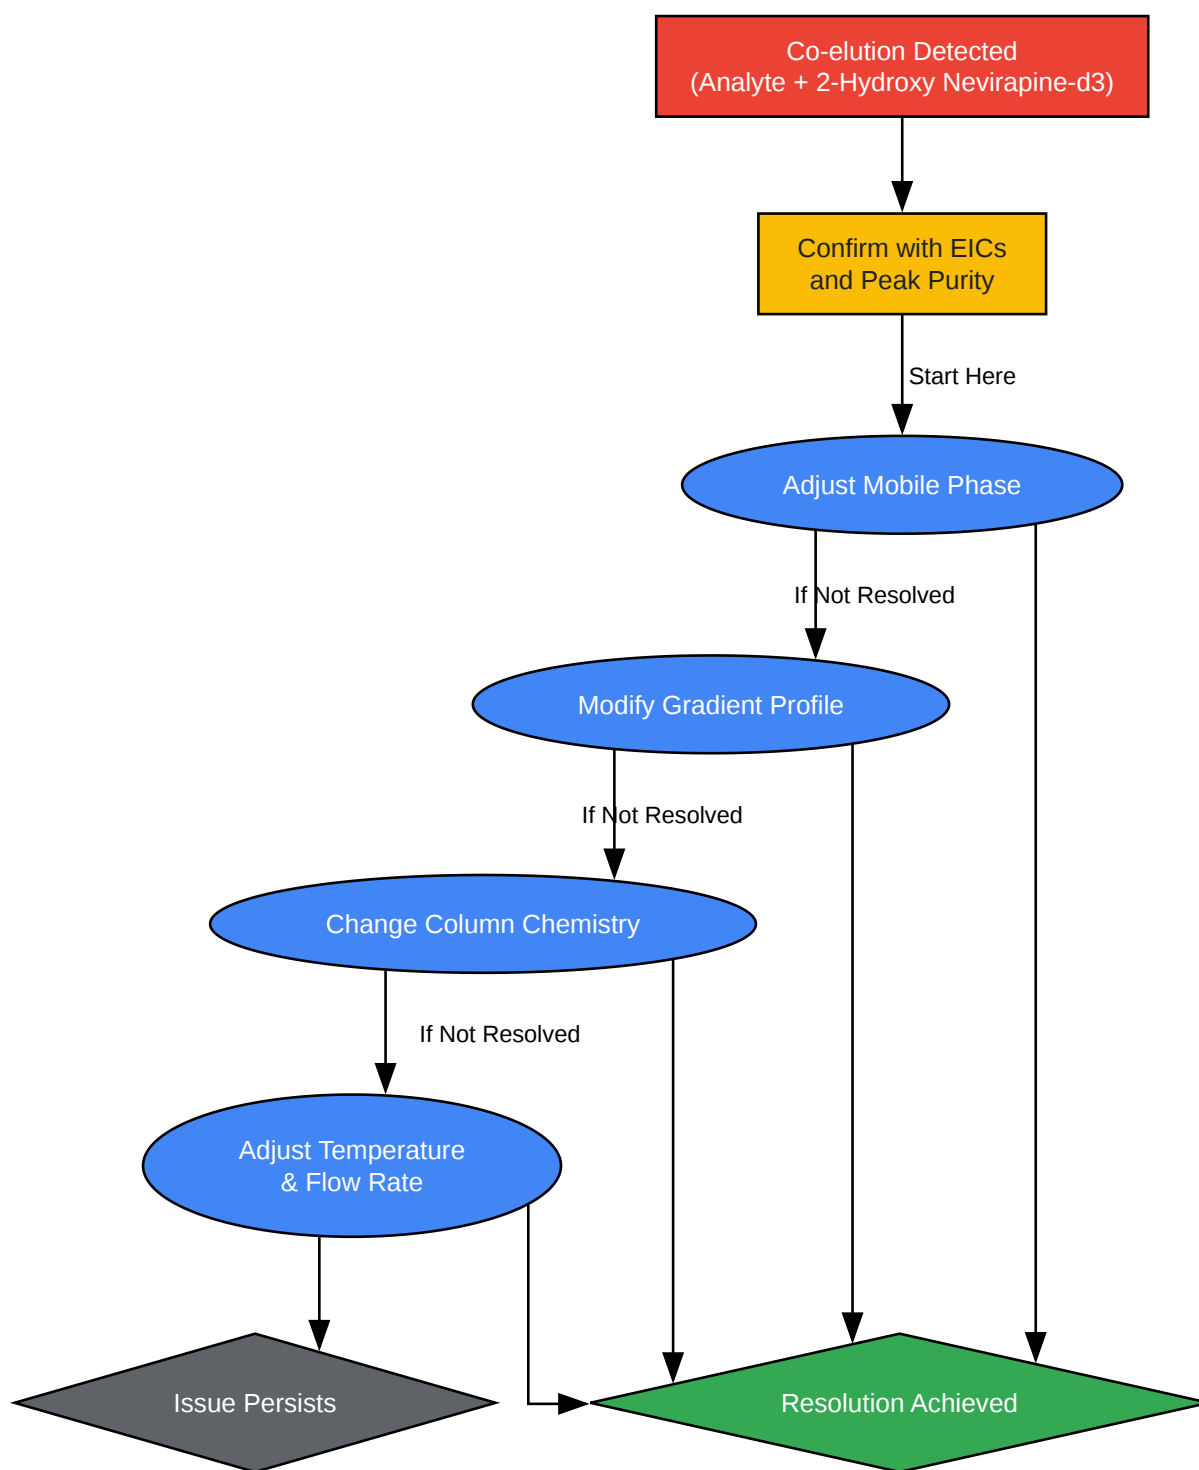 Co-elution Detected
(Analyte + 2-Hydroxy Nevirapine-d3)
Confirm with EICs
and Peak Purity
Start Here
Adjust Mobile Phase
If Not Resolved
Modify Gradient Profile
If Not Resolved
Change Column Chemistry
If Not Resolved
Adjust Temperature
& Flow Rate
Issue Persists
Resolution Achieved